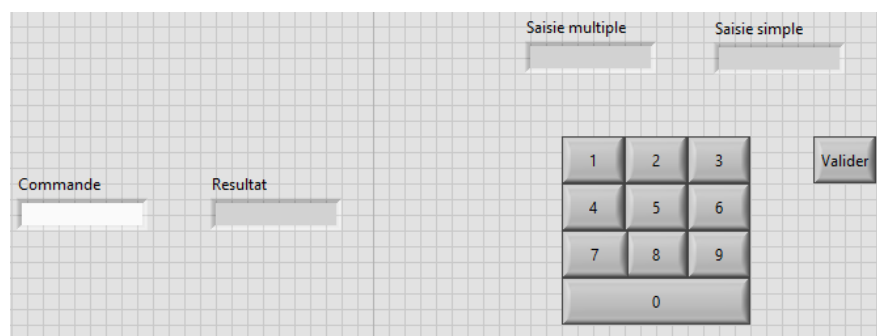 Saisie multiple
Saisie simple
1 2 3
Valider
Commande
Resultat
4 5 6
7 8 9
0